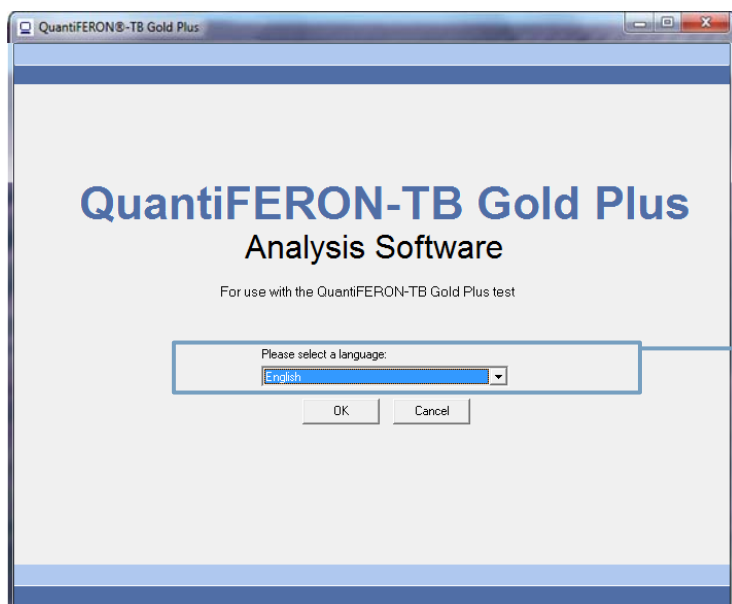 QuantiFERON®-TB Gold Plus
QuantiFERON-TB Gold Plus
Analysis Software
For use with the QuantiFERON-TB Gold Plus test
Please select a language:
English
OK
Cancel